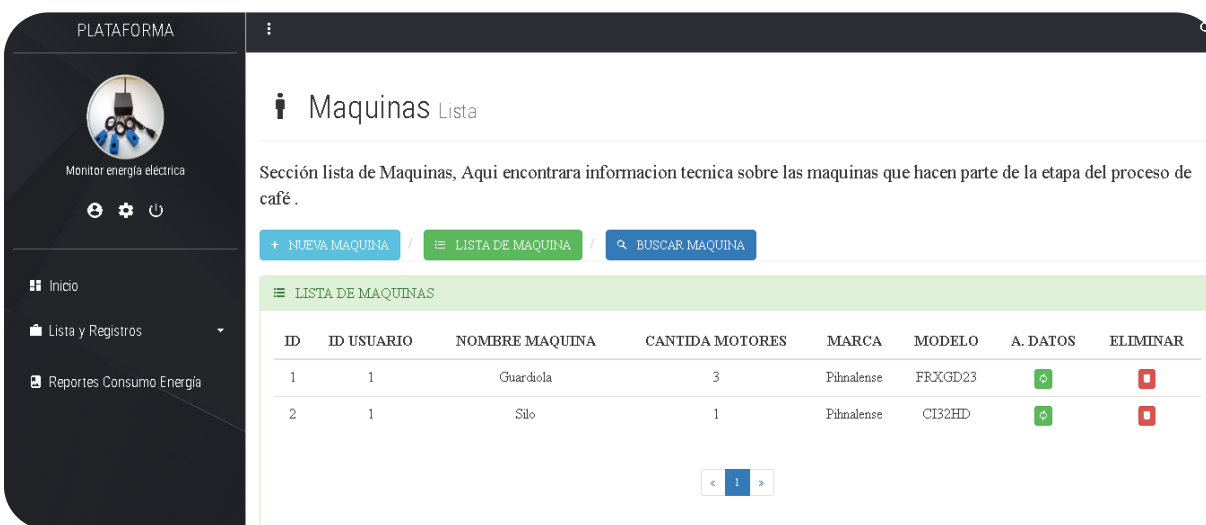 PLATAFORMA
Monitor energía eléctrica
Inicio
Lista y Registros
Reportes Consumo Energía
Maquinas Lista
Sección lista de Maquinas, Aqui encontrara informacion tecnica sobre las maquinas que hacen parte de la etapa del proceso de
café .
+ NUEVA MAQUINA / LISTA DE MAQUINA / BUSCAR MAQUINA
LISTA DE MAQUINAS
ID ID USUARIO NOMBRE MAQUINA CANTIDA MOTORES MARCA MODELO A. DATOS ELIMINAR
1 1 Guardiola 3 Pihnalense FRXGD23
2 1 Silo 1 Pihnalense CI32HD
« 1 »